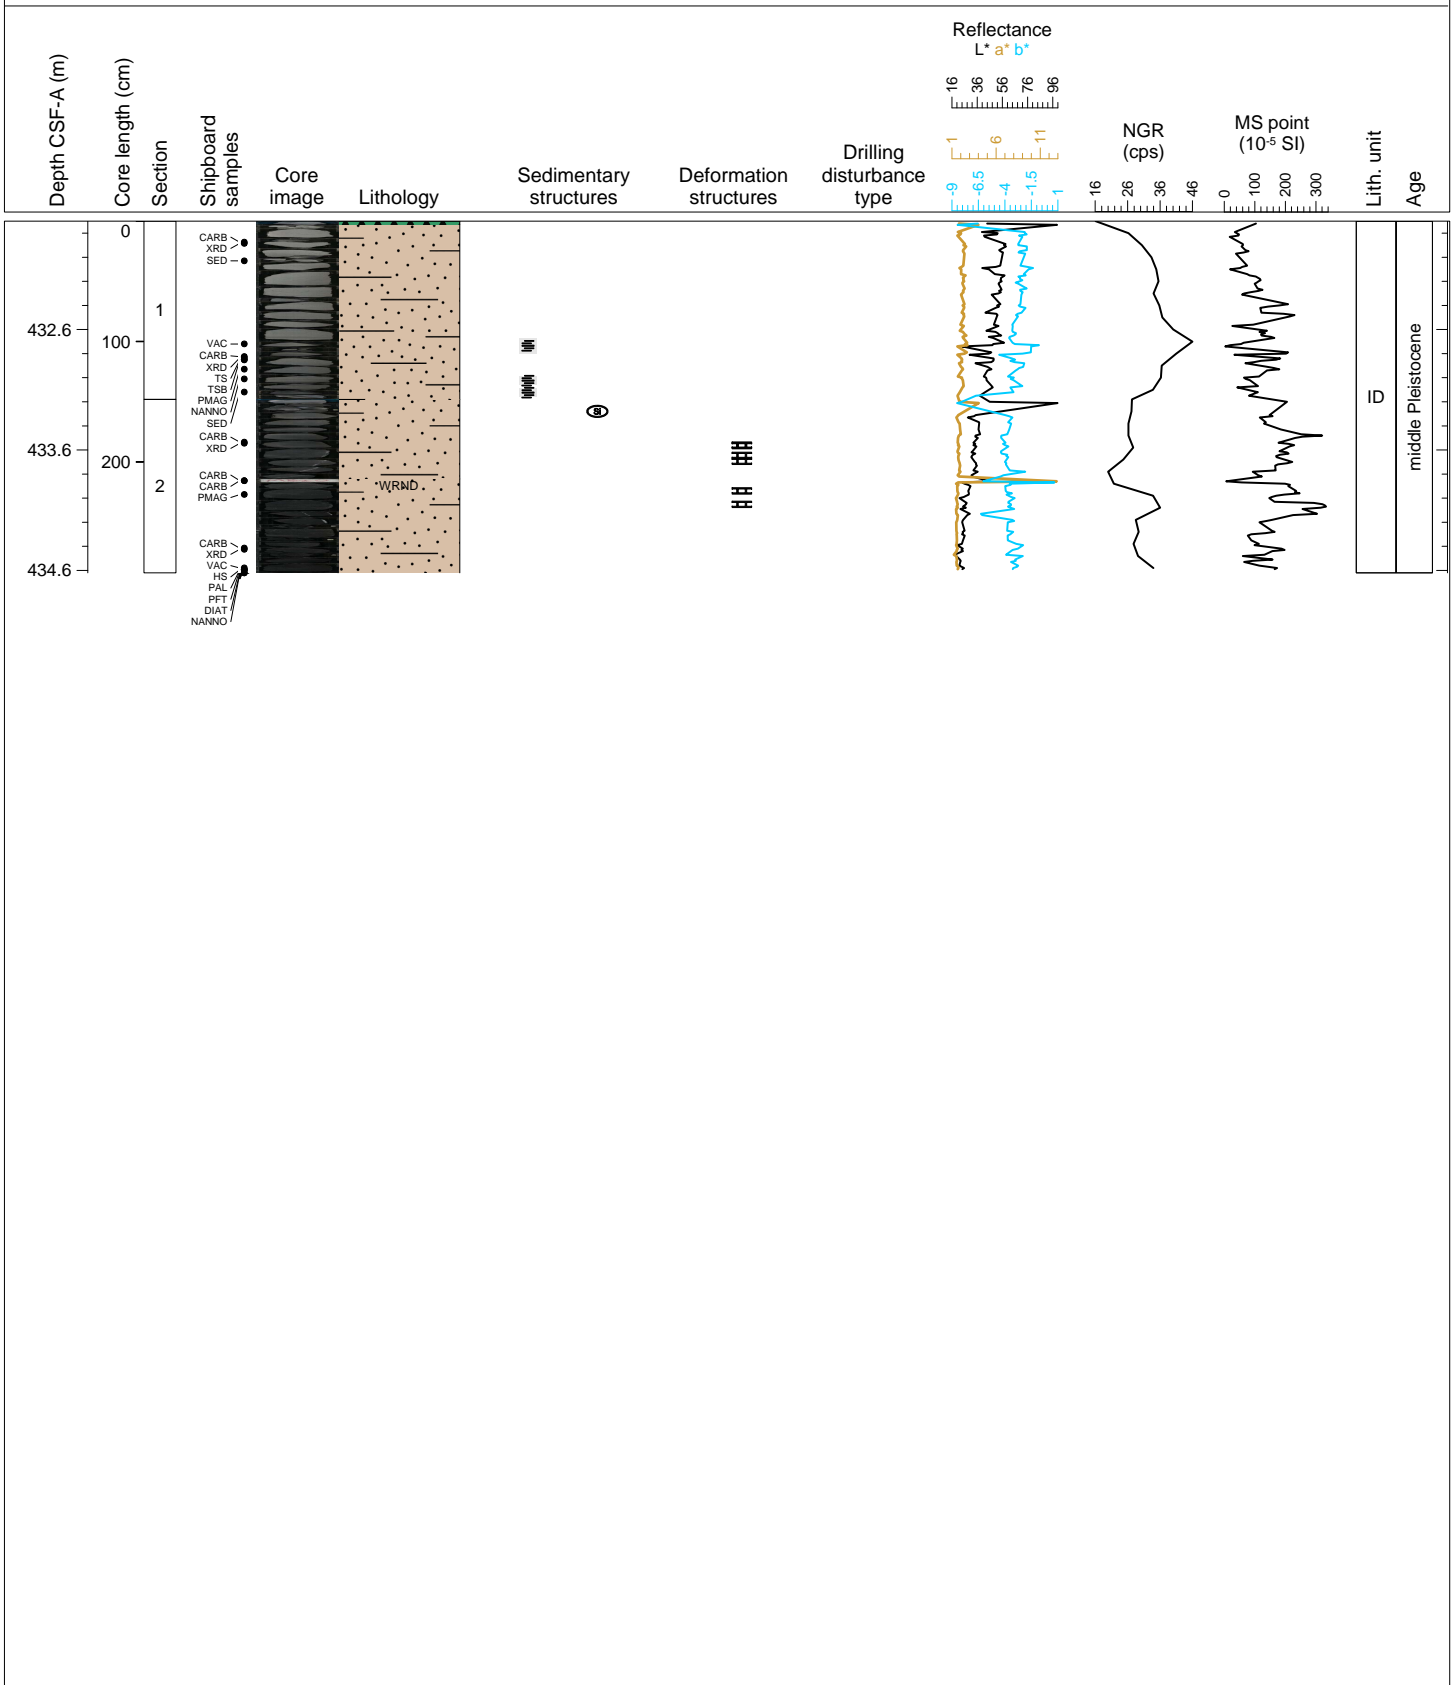 Depth CSF-A (m)
Core length (cm)
Section
Shipboard
samples
Core
image
Lithology
Sedimentary
structures
Deformation
structures
Drilling
disturbance
type
Reflectance
L* a* b*
16 36 56 76 96
1 6 11
-9 -6.5 -4 -1.5 1
NGR
(cps)
16 26 36 46
MS point
(10⁻⁵ SI)
0 100 200 300
Lith. unit
Age
432.6
433.6
434.6
0
100
200
1
2
CARB
XRD
SED
VAC
CARB
XRD
TS
TSB
PMAG
NANNO
SED
CARB
XRD
CARB
CARB
PMAG
CARB
XRD
VAC
HS
PAL
PFT
DIAT
NANNO
WRND
Si
ID
middle Pleistocene